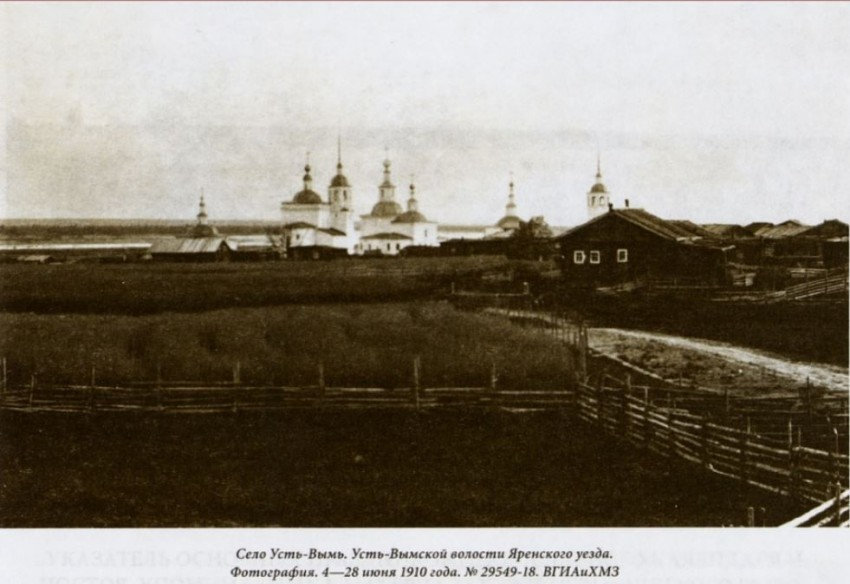 Село Усть-Вымь. Усть-Вымской волости Яренского уезда.
Фотография. 4—28 июня 1910 года. № 29549-18. ВГИАиХМЗ